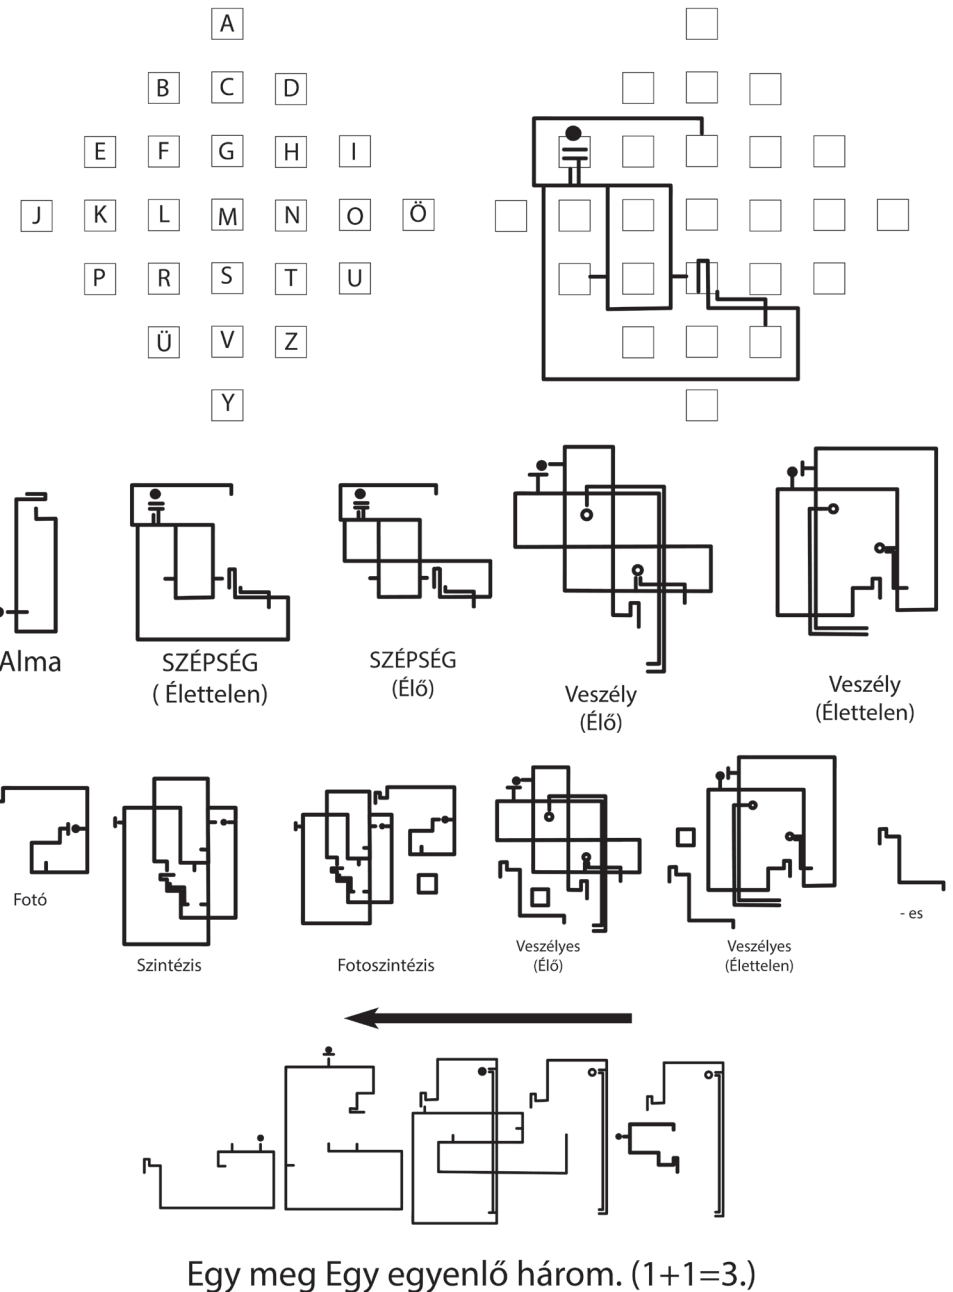 A
B C D
E F G H I
J K L M N O Ö
P R S T U
Ü V Z
Y
Alma
SZÉPSÉG
( Élettelen)
SZÉPSÉG
(Élő)
Veszély
(Élő)
Veszély
(Élettelen)
Fotó
Szintézis
Fotoszintézis
Veszélyes
(Élő)
Veszélyes
(Élettelen)
- es
Egy meg Egy egyenlő három. (1+1=3.)